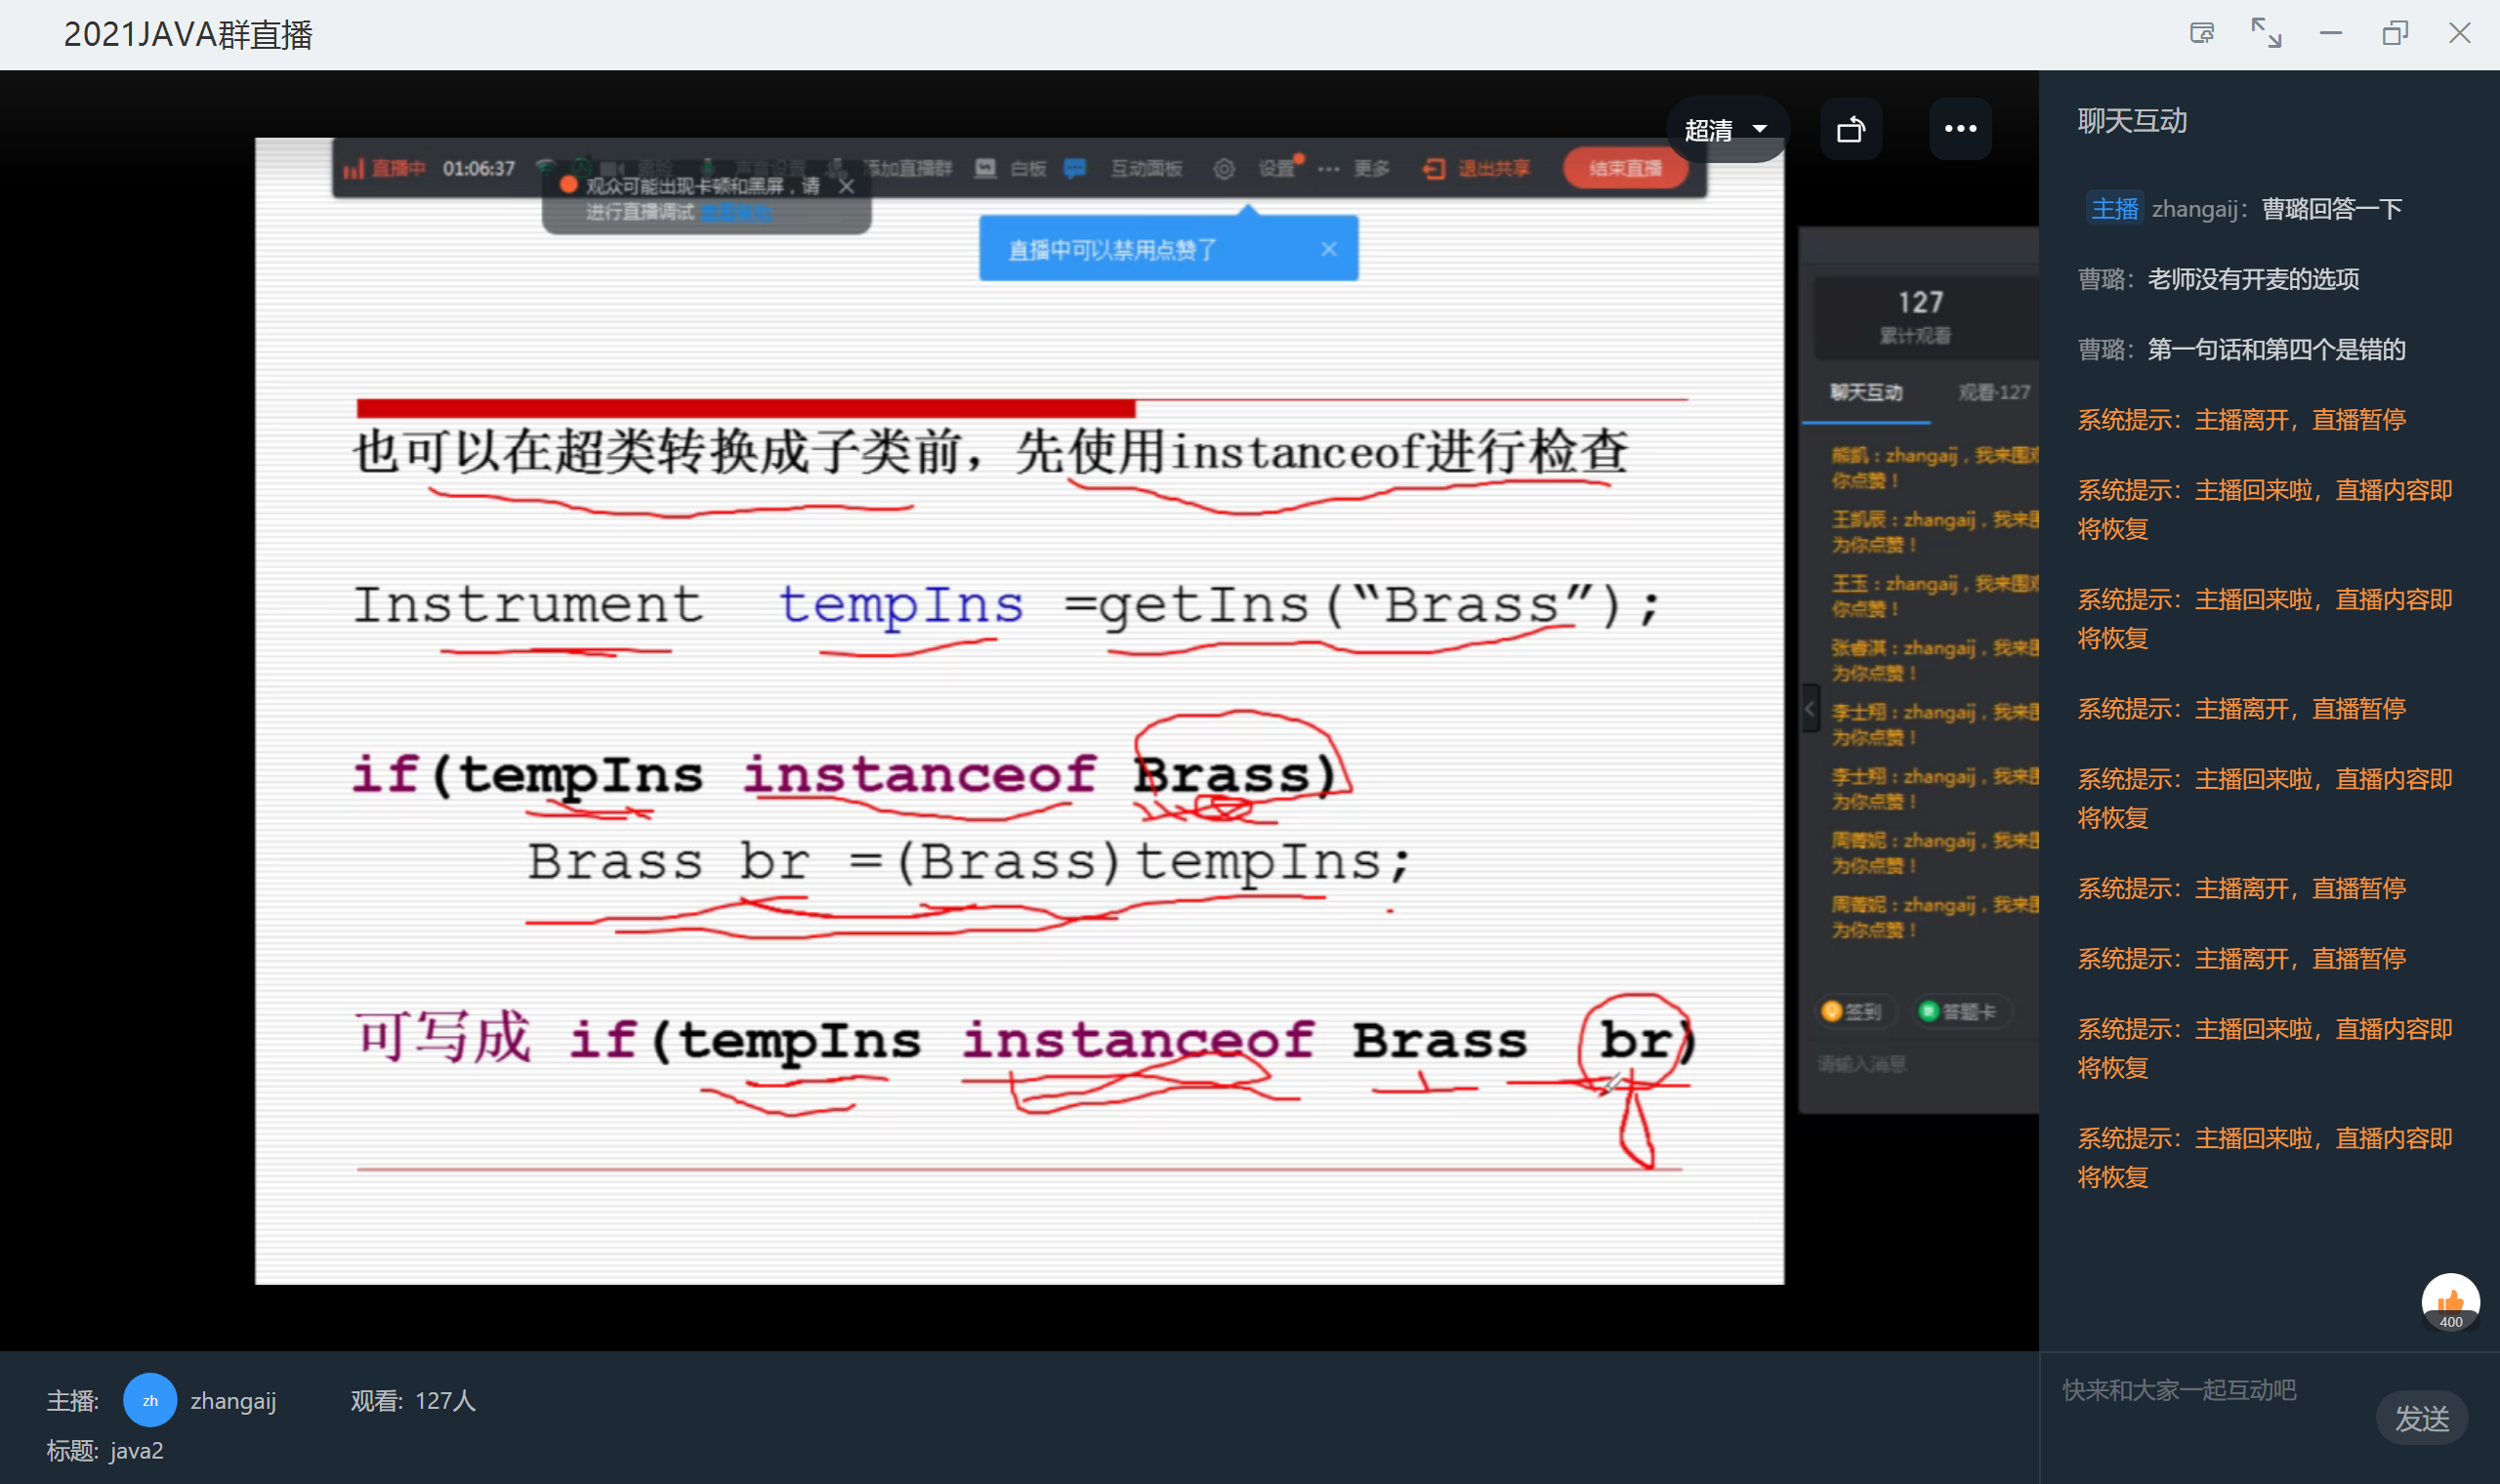 2021JAVA群直播
超清
直播中 01:06:37 声音设置 添加直播群 白板 互动面板 设置 更多 退出共享 结束直播
观众可能出现卡顿和黑屏，请
进行直播调试
直播中可以禁用点赞了
也可以在超类转换成子类前，先使用instanceof进行检查
Instrument tempIns =getIns(“Brass”);
if(tempIns instanceof Brass)
Brass br =(Brass)tempIns;
可写成 if(tempIns instanceof Brass br)
127
累计观看
聊天互动 观看·127
熊凯：zhangaij，我来围观
你点赞！
王凯辰：zhangaij，我来围
为你点赞！
王玉：zhangaij，我来围观
你点赞！
张睿淇：zhangaij，我来围
为你点赞！
李士翔：zhangaij，我来围
为你点赞！
李士翔：zhangaij，我来围
为你点赞！
周菁妮：zhangaij，我来围
为你点赞！
周菁妮：zhangaij，我来围
为你点赞！
签到 答题卡
请输入消息
聊天互动
主播 zhangaij：曹璐回答一下
曹璐：老师没有开麦的选项
曹璐：第一句话和第四个是错的
系统提示：主播离开，直播暂停
系统提示：主播回来啦，直播内容即
将恢复
系统提示：主播回来啦，直播内容即
将恢复
系统提示：主播离开，直播暂停
系统提示：主播回来啦，直播内容即
将恢复
系统提示：主播离开，直播暂停
系统提示：主播离开，直播暂停
系统提示：主播回来啦，直播内容即
将恢复
系统提示：主播回来啦，直播内容即
将恢复
400
快来和大家一起互动吧
发送
主播: zh zhangaij 观看: 127人
标题: java2